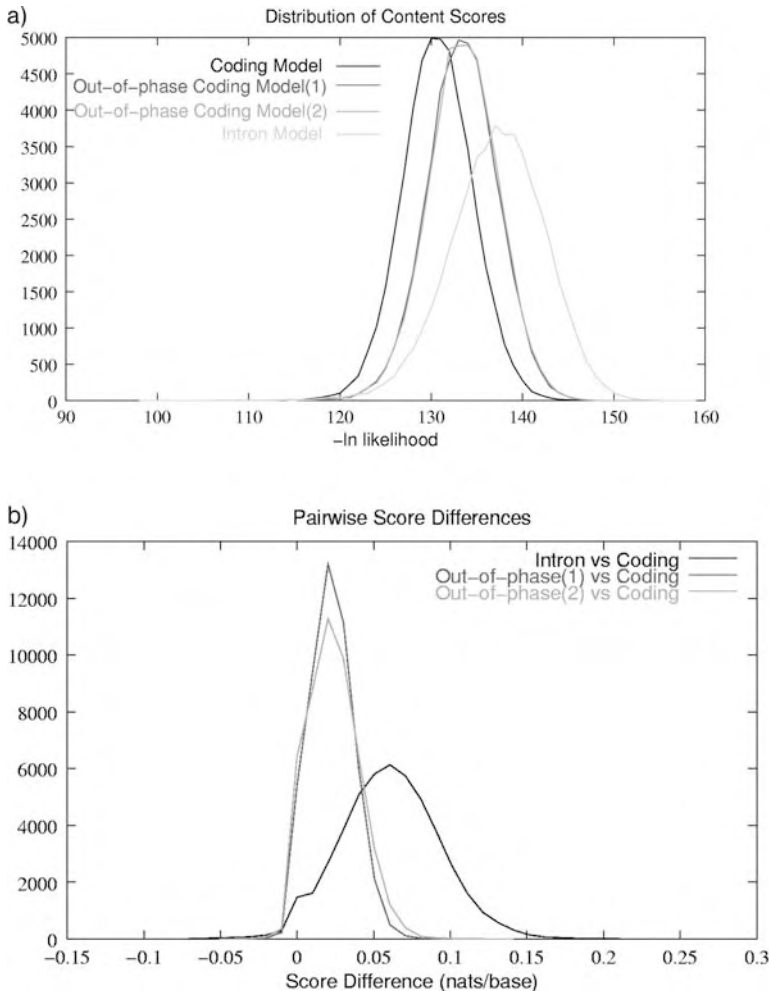 a)
Distribution of Content Scores
5000
4500
4000
3500
3000
2500
2000
1500
1000
500
0
Coding Model
Out-of-phase Coding Model(1)
Out-of-phase Coding Model(2)
Intron Model
90 100 110 120 130 140 150 160
-ln likelihood
b)
Pairwise Score Differences
14000
12000
10000
8000
6000
4000
2000
0
Intron vs Coding
Out-of-phase(1) vs Coding
Out-of-phase(2) vs Coding
-0.15 -0.1 -0.05 0 0.05 0.1 0.15 0.2 0.25 0.3
Score Difference (nats/base)